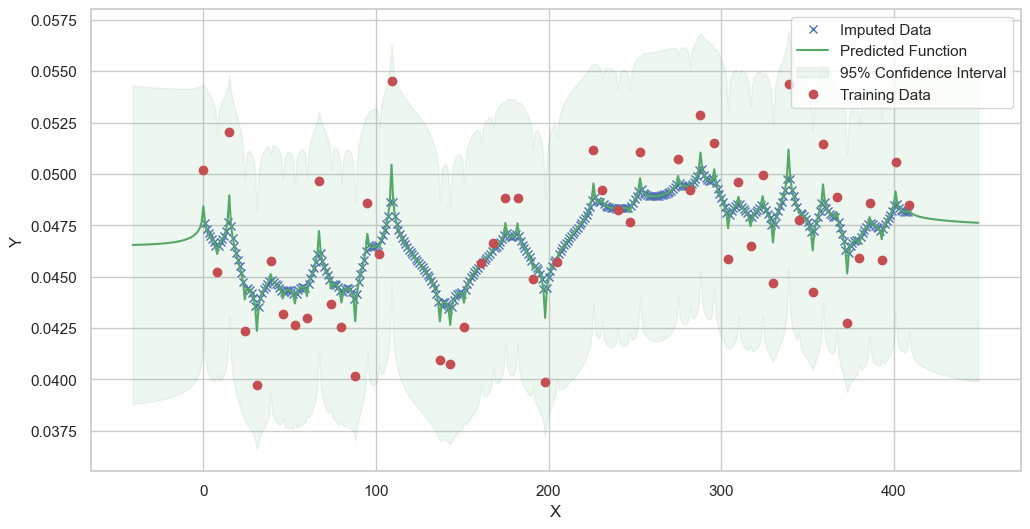 0.0575
0.0550
0.0525
0.0500
0.0475
0.0450
0.0425
0.0400
0.0375
Y
0 100 200 300 400
X
Imputed Data
Predicted Function
95% Confidence Interval
Training Data